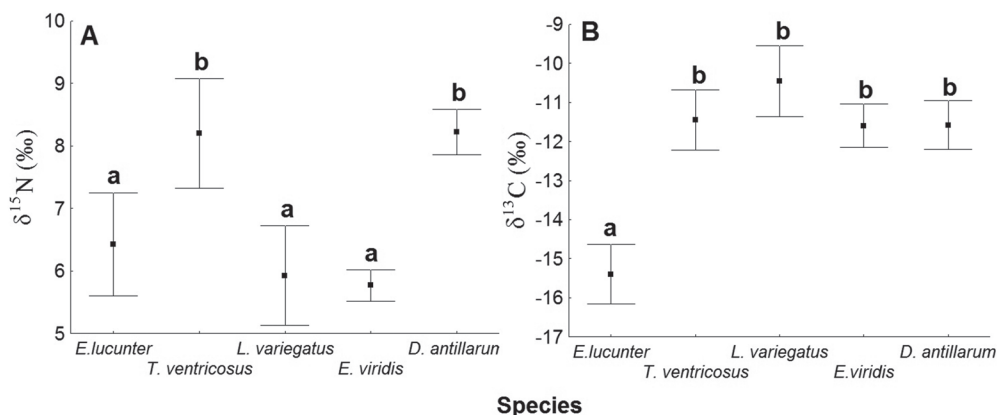 A
δ15N (‰)
10
9
8
7
6
5
a
b
a
a
b
E.lucunter
L. variegatus
D. antillarun
T. ventricosus
E. viridis
B
δ13C (‰)
-9
-10
-11
-12
-13
-14
-15
-16
-17
a
b
b
b
b
E.lucunter
L. variegatus
D. antillarum
T. ventricosus
E.viridis
Species